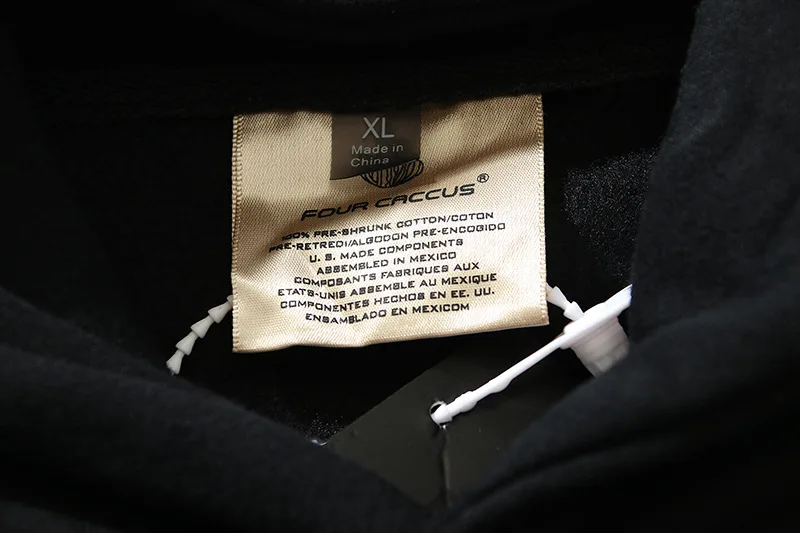 XL
Made in
China
FOUR CACCUS®
100% PRE-SHRUNK COTTON/COTON
PRE-RETREDI/ALGODON PRE-ENCOGIDO
U. S. MADE COMPONENTS
ASSEMBLED IN MEXICO
COMPOSANTS FABRIQUES AUX
ETATS-UNIS ASSEMBLE AU MEXIQUE
COMPONENTES HECHOS EN EE. UU.
ENSAMBLADO EN MEXICOM